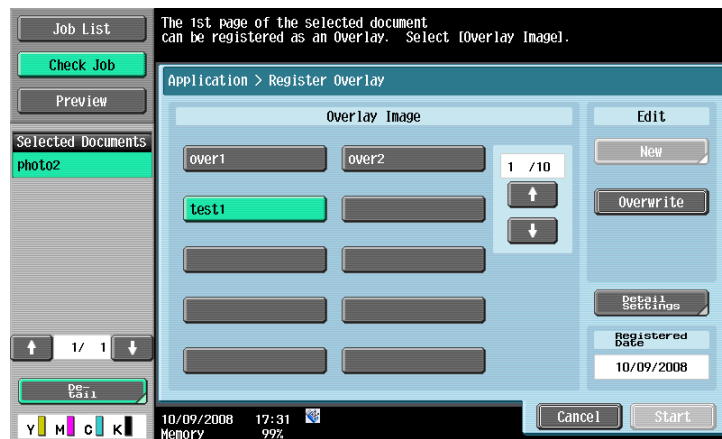 Job List
Check Job
Preview
Selected Documents
photo2
1/ 1
De-
tail
Y M C K
The 1st page of the selected document
can be registered as an Overlay. Select [Overlay Image].
Application > Register Overlay
Overlay Image
over1 over2
test1
1 /10
Edit
New
Overwrite
Detail
Settings
Registered
Date
10/09/2008
10/09/2008 17:31
Memory 99%
Cancel Start